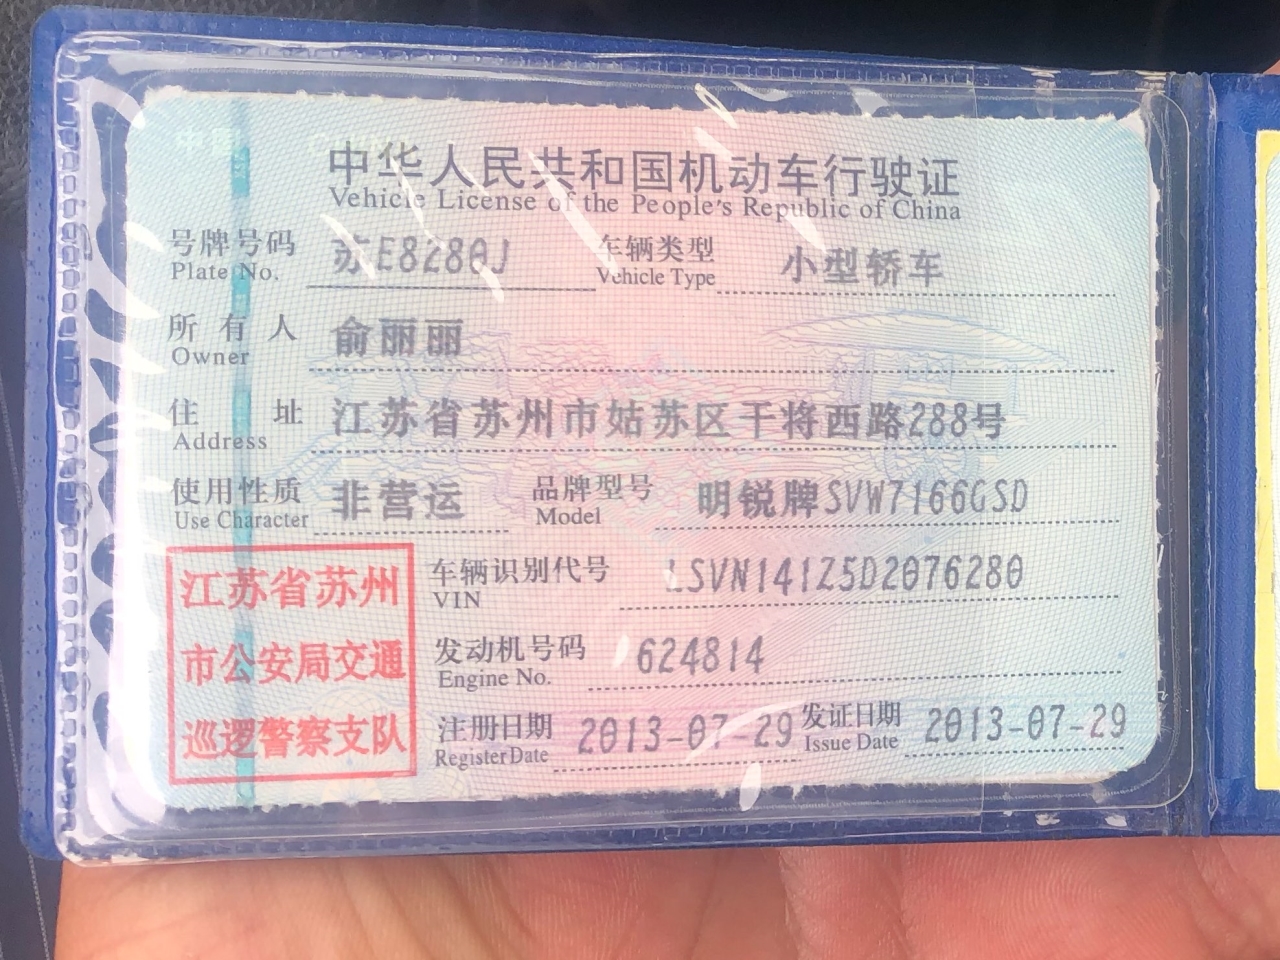 中华人民共和国机动车行驶证
Vehicle License of the People's Republic of China
号牌号码 苏E8280J 车辆类型 小型轿车
Plate No. Vehicle Type
所有人 俞丽丽
Owner
住址 江苏省苏州市姑苏区干将西路288号
Address
使用性质 非营运 品牌型号 明锐牌SVW7166GSD
Use Character Model
江苏省苏州
市公安局交通
巡逻警察支队
车辆识别代号 LSVN141Z5D2076280
VIN
发动机号码 624814
Engine No.
注册日期 2013-07-29 发证日期 2013-07-29
Register Date Issue Date